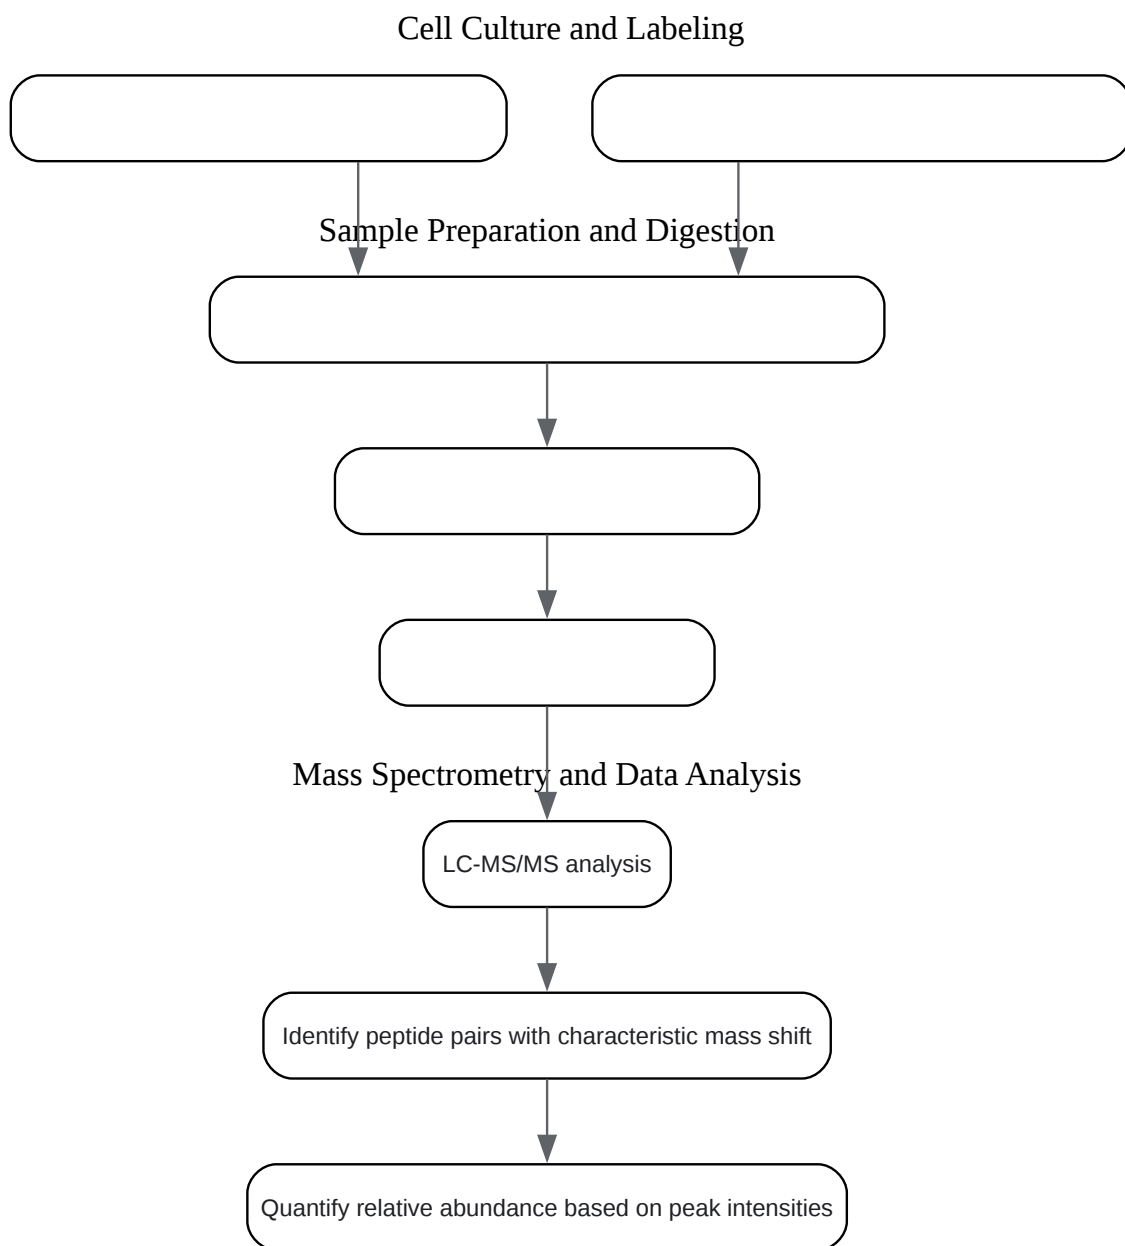 Cell Culture and Labeling
Sample Preparation and Digestion
Mass Spectrometry and Data Analysis
LC-MS/MS analysis
Identify peptide pairs with characteristic mass shift
Quantify relative abundance based on peak intensities